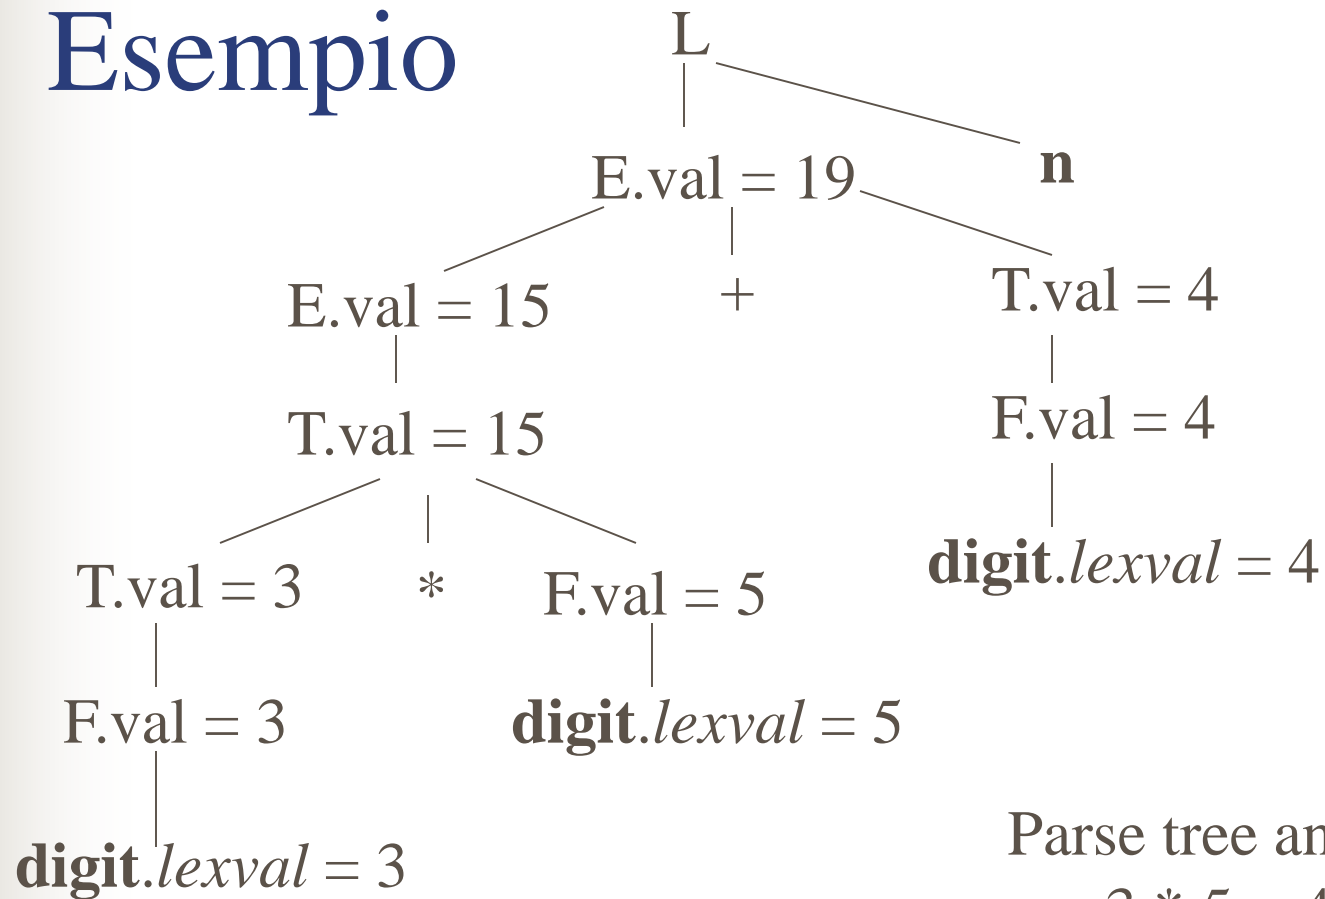 Esempio
L
n
E.val = 19
E.val = 15
+
T.val = 4
T.val = 15
F.val = 4
T.val = 3
*
F.val = 5
digit.lexval = 4
F.val = 3
digit.lexval = 5
digit.lexval = 3
Parse tree